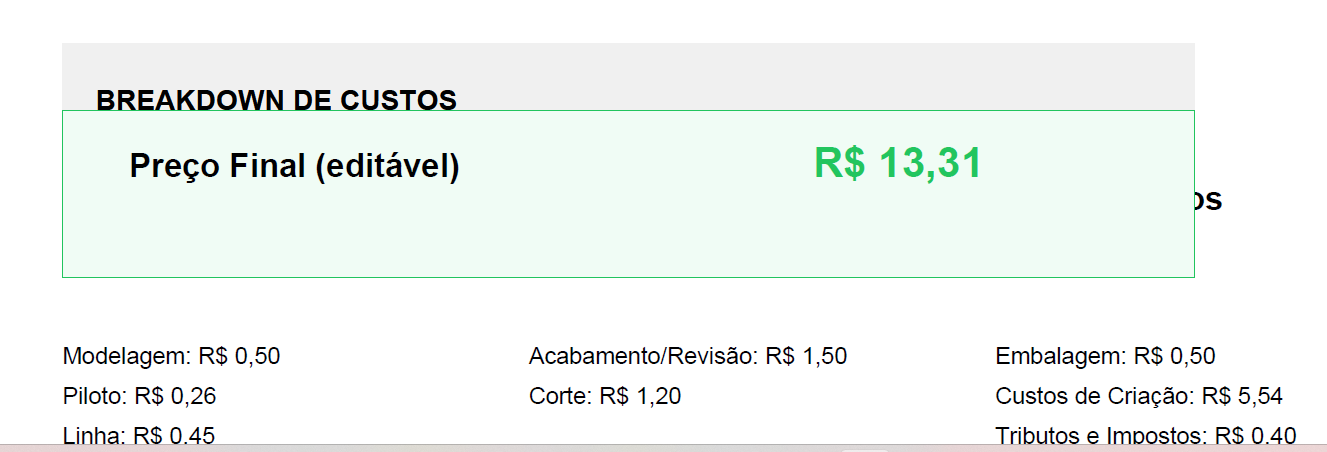 BREAKDOWN DE CUSTOS
Preço Final (editável) R$ 13,31
OS
Modelagem: R$ 0,50 Acabamento/Revisão: R$ 1,50 Embalagem: R$ 0,50
Piloto: R$ 0,26 Corte: R$ 1,20 Custos de Criação: R$ 5,54
Linha: R$ 0,45 Tributos e Impostos: R$ 0,40